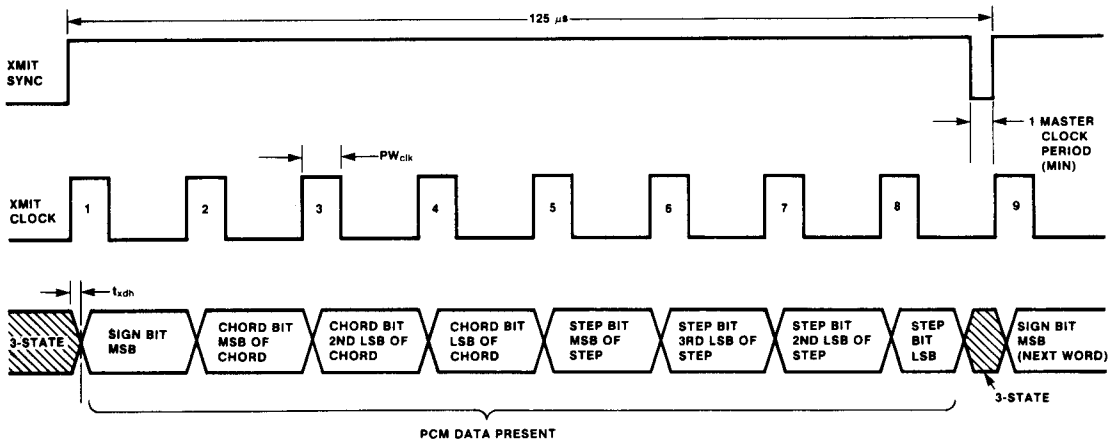 125 µs
XMIT
SYNC
1 MASTER
CLOCK
PERIOD
(MIN)
PWclk
XMIT
CLOCK
1
2
3
4
5
6
7
8
9
txdh
3-STATE
SIGN BIT
MSB
CHORD BIT
MSB OF
CHORD
CHORD BIT
2ND LSB OF
CHORD
CHORD BIT
LSB OF
CHORD
STEP BIT
MSB OF
STEP
STEP BIT
3RD LSB OF
STEP
STEP BIT
2ND LSB OF
STEP
STEP
BIT
LSB
SIGN BIT
MSB
(NEXT WORD)
3-STATE
PCM DATA PRESENT